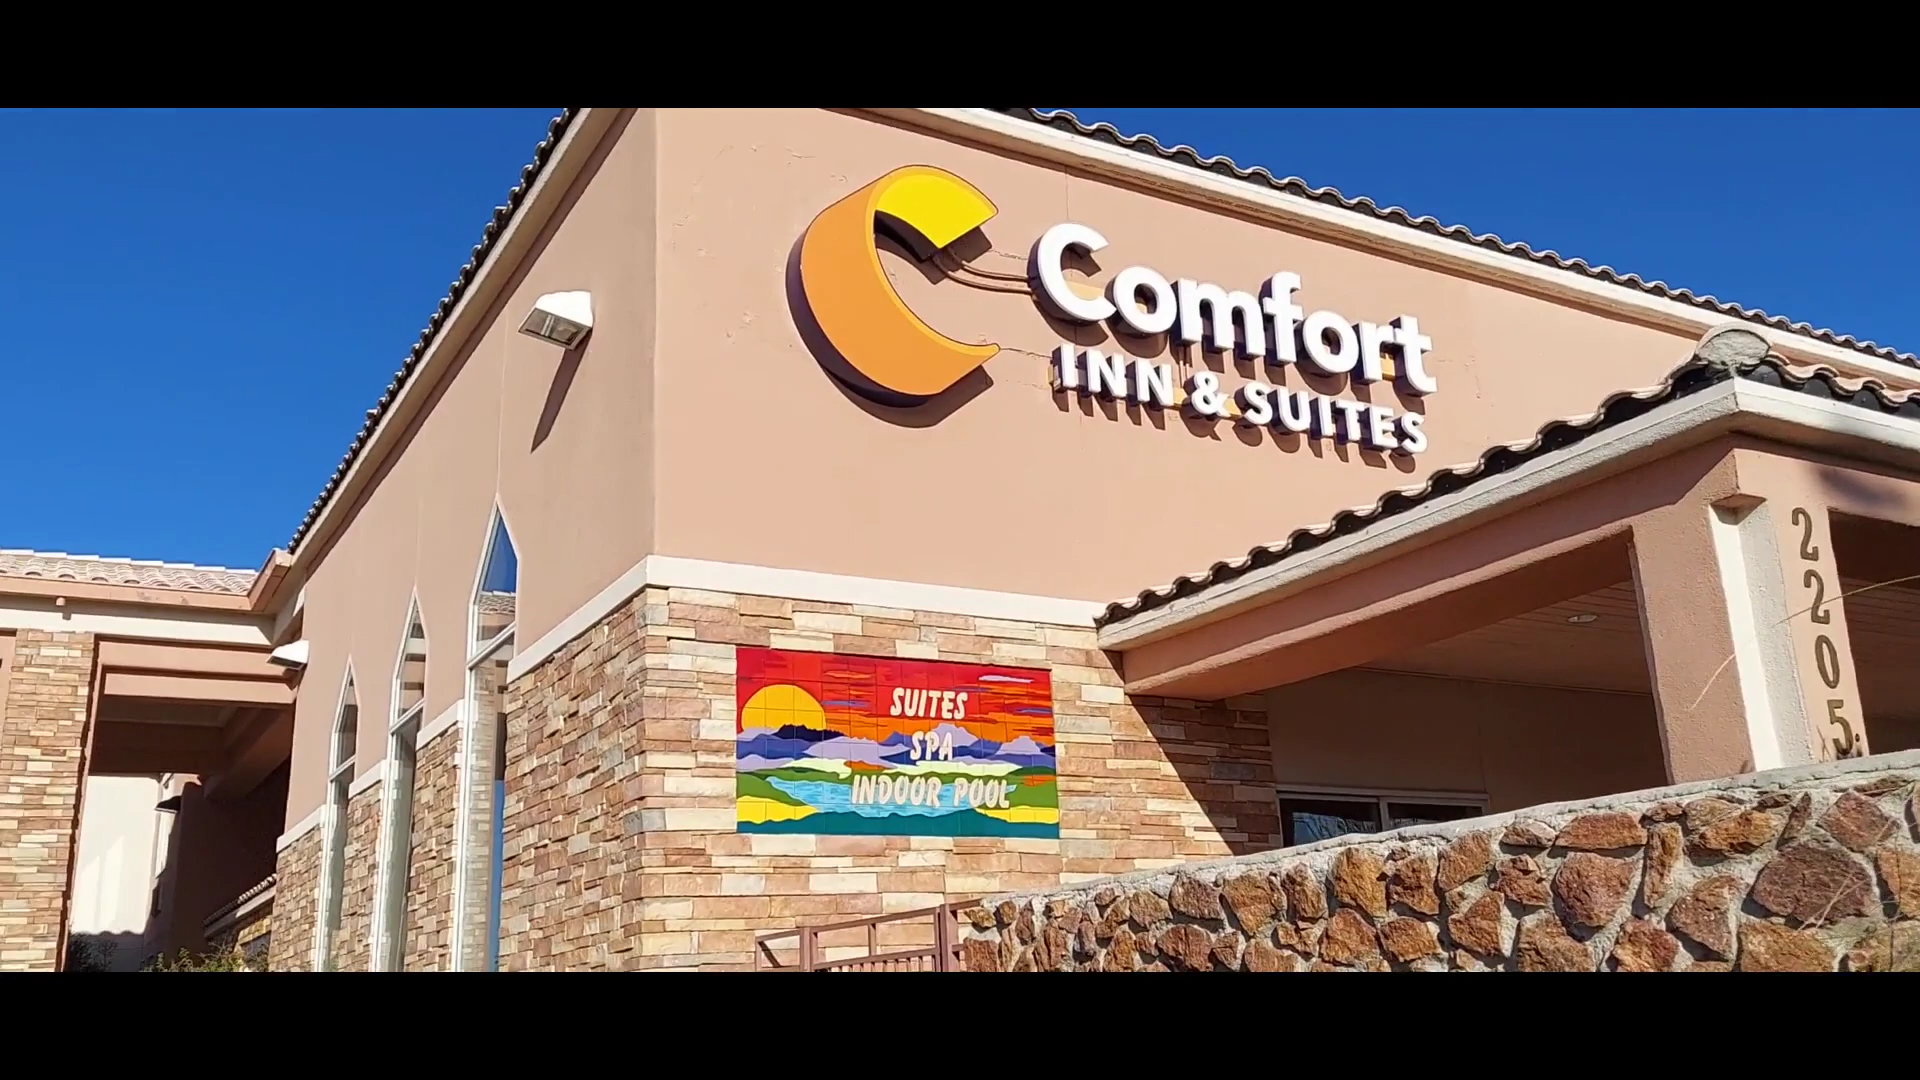 Comfort
INN & SUITES
SUITES
SPA
INDOOR POOL
2205